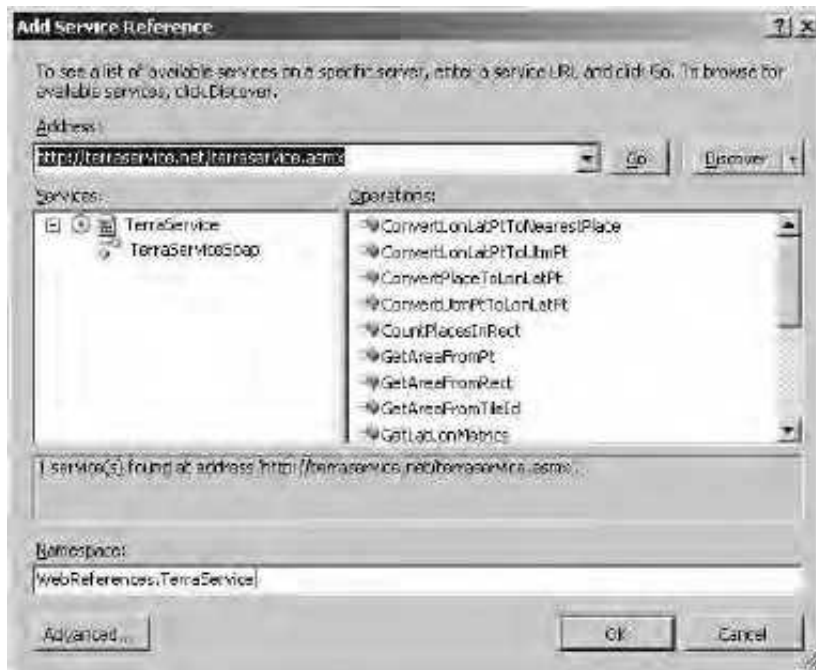 Add Service Reference
To see a list of available services on a specific server, enter a service URL and click Go. To browse for
available services, click Discover.
Address:
http://terraservice.net/terraservice.asmx
Go
Discover
Services:
Operations:
TerraService
TerraServiceSoap
ConvertLonLatPtToNearestPlace
ConvertLonLatPtToUtmPt
ConvertPlaceToLonLatPt
ConvertUtmPtToLonLatPt
CountPlacesInRect
GetAreaFromPt
GetAreaFromRect
GetAreaFromTileId
GetLatLonMetrics
1 service(s) found at address 'http://terraservice.net/terraservice.asmx'.
Namespace:
WebReferences.TerraService
Advanced...
OK
Cancel